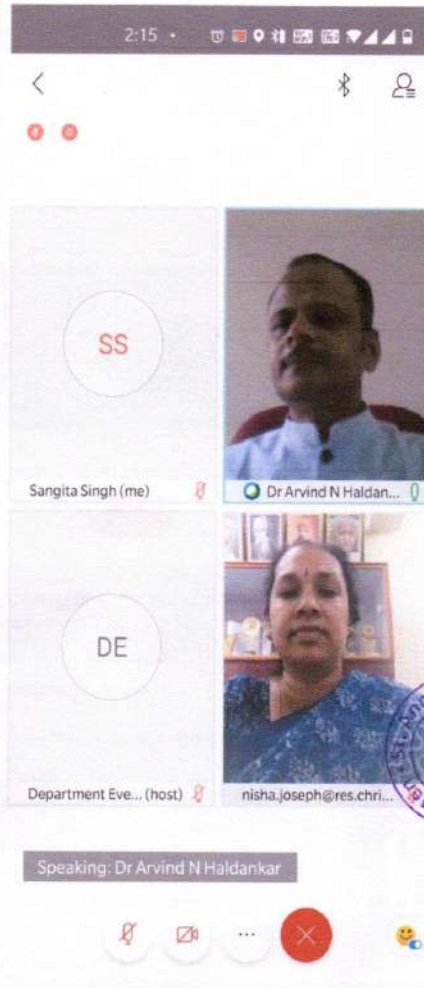 2:15
SS
Sangita Singh (me)
Dr Arvind N Haldan...
DE
Department Eve... (host)
nisha.joseph@res.chri...
Speaking: Dr Arvind N Haldankar